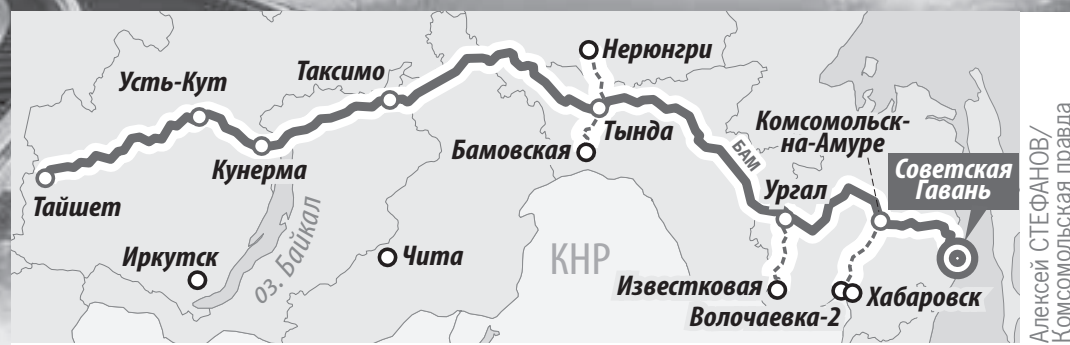 Усть-Кут
Таксимо
Нерюнгри
Тайшет
Кунерма
Бамовская
Тында
БАМ
Комсомольск-
на-Амуре
Ургал
Советская
Гавань
Иркутск
оз. Байкал
Чита
КНР
Известковая
Волочаевка-2
Хабаровск
Алексей СТЕФАНОВ/
Комсомольская правда